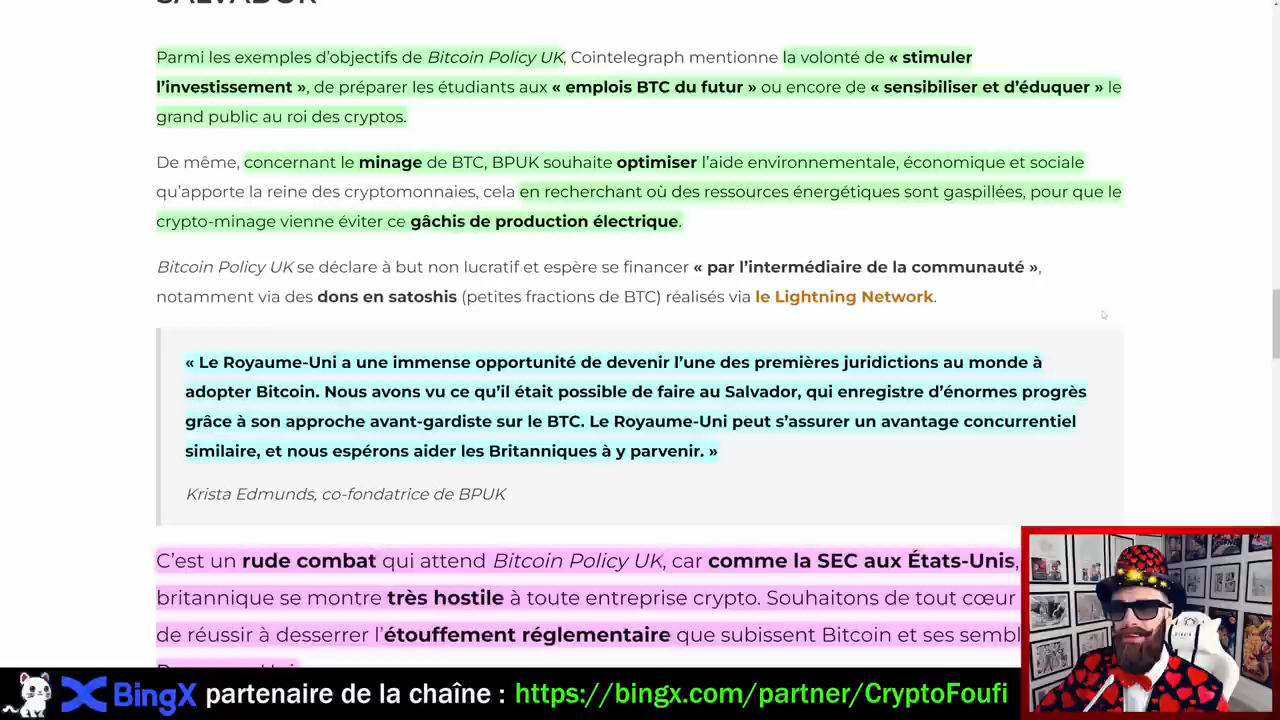 SALVADOR
Parmi les exemples d’objectifs de Bitcoin Policy UK, Cointelegraph mentionne la volonté de « stimuler
l’investissement », de préparer les étudiants aux « emplois BTC du futur » ou encore de « sensibiliser et d’éduquer » le
grand public au roi des cryptos.
De même, concernant le minage de BTC, BPUK souhaite optimiser l’aide environnementale, économique et sociale
qu’apporte la reine des cryptomonnaies, cela en recherchant où des ressources énergétiques sont gaspillées, pour que le
crypto-minage vienne éviter ce gâchis de production électrique.
Bitcoin Policy UK se déclare à but non lucratif et espère se financer « par l’intermédiaire de la communauté »,
notamment via des dons en satoshis (petites fractions de BTC) réalisés via le Lightning Network.
« Le Royaume-Uni a une immense opportunité de devenir l’une des premières juridictions au monde à
adopter Bitcoin. Nous avons vu ce qu’il était possible de faire au Salvador, qui enregistre d’énormes progrès
grâce à son approche avant-gardiste sur le BTC. Le Royaume-Uni peut s’assurer un avantage concurrentiel
similaire, et nous espérons aider les Britanniques à y parvenir. »
Krista Edmunds, co-fondatrice de BPUK
C’est un rude combat qui attend Bitcoin Policy UK, car comme la SEC aux États-Unis,
britannique se montre très hostile à toute entreprise crypto. Souhaitons de tout cœur
de réussir à desserrer l’étouffement réglementaire que subissent Bitcoin et ses sembl
BingX partenaire de la chaîne : https://bingx.com/partner/CryptoFoufi